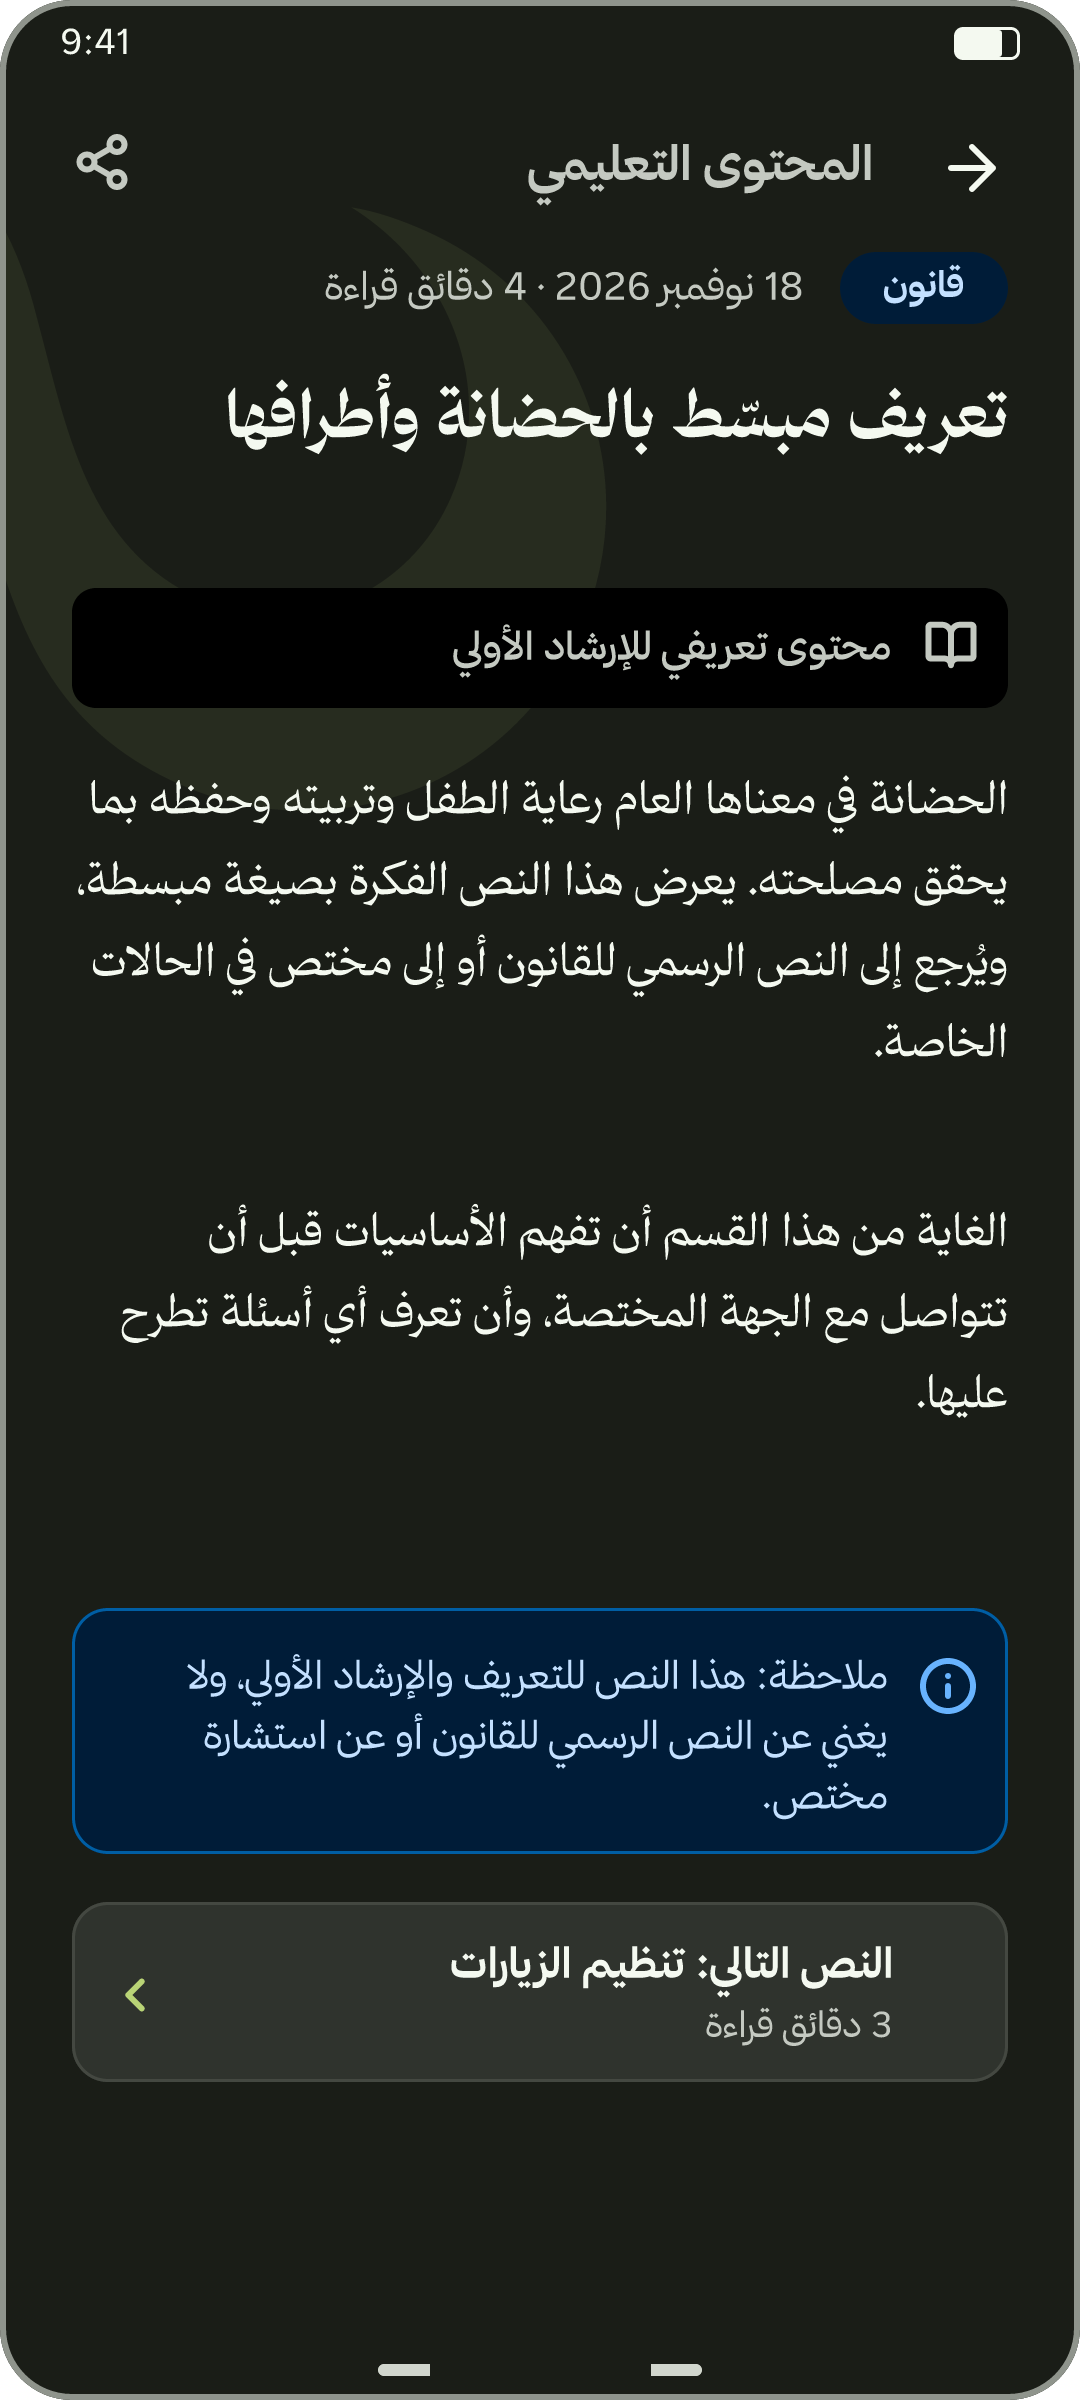 9:41
المحتوى التعليمي
قانون
18 نوفمبر 2026 · 4 دقائق قراءة
تعريف مبسّط بالحضانة وأطرافها
محتوى تعريفي للإرشاد الأولي
الحضانة في معناها العام رعاية الطفل وتربيته وحفظه بما
يحقق مصلحته. يعرض هذا النص الفكرة بصيغة مبسطة،
ويُرجع إلى النص الرسمي للقانون أو إلى مختص في الحالات
الخاصة.
الغاية من هذا القسم أن تفهم الأساسيات قبل أن
تتواصل مع الجهة المختصة، وأن تعرف أي أسئلة تطرح
عليها.
ملاحظة: هذا النص للتعريف والإرشاد الأولي، ولا
يغني عن النص الرسمي للقانون أو عن استشارة
مختص.
النص التالي: تنظيم الزيارات
3 دقائق قراءة